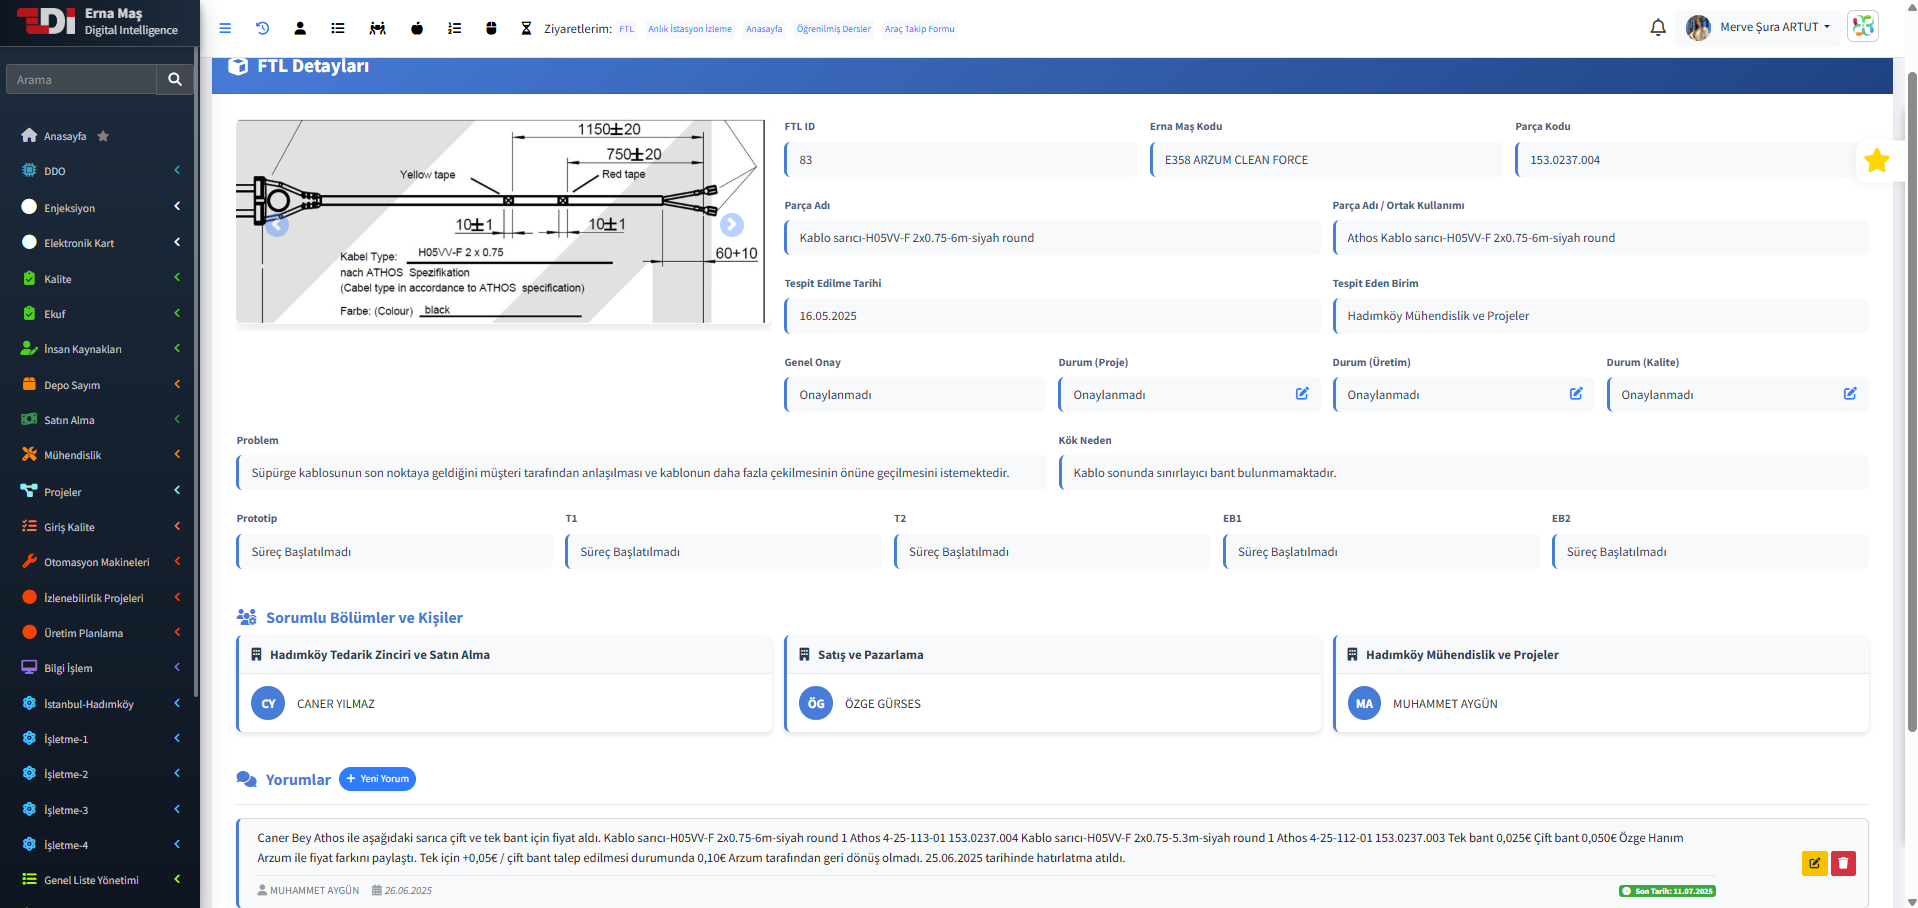 Erna Maş
Digital Intelligence
Arama
Anasayfa
DDO
Enjeksiyon
Elektronik Kart
Kalite
Ekuf
İnsan Kaynakları
Depo Sayım
Satın Alma
Mühendislik
Projeler
Giriş Kalite
Otomasyon Makineleri
İzlenebilirlik Projeleri
Üretim Planlama
Bilgi İşlem
İstanbul-Hadımköy
İşletme-1
İşletme-2
İşletme-3
İşletme-4
Genel Liste Yönetimi
Ziyaretlerim: FTL Anlık İstasyon İzleme Anasayfa Öğrenilmiş Dersler Araç Takip Formu
Merve Şura ARTUT
FTL Detayları
1150±20
750±20
Yellow tape
Red tape
10±1
10±1
60+10
Kabel Type: H05VV-F 2 x 0.75
nach ATHOS Spezifikation
(Cabel type in accordance to ATHOS specification)
Farbe: (Colour) black
FTL ID
83
Erna Maş Kodu
E358 ARZUM CLEAN FORCE
Parça Kodu
153.0237.004
Parça Adı
Kablo sarıcı-H05VV-F 2x0.75-6m-siyah round
Parça Adı / Ortak Kullanımı
Athos Kablo sarıcı-H05VV-F 2x0.75-6m-siyah round
Tespit Edilme Tarihi
16.05.2025
Tespit Eden Birim
Hadımköy Mühendislik ve Projeler
Genel Onay
Onaylanmadı
Durum (Proje)
Onaylanmadı
Durum (Üretim)
Onaylanmadı
Durum (Kalite)
Onaylanmadı
Problem
Süpürge kablosunun son noktaya geldiğini müşteri tarafından anlaşılması ve kablonun daha fazla çekilmesinin önüne geçilmesini istemektedir.
Kök Neden
Kablo sonunda sınırlayıcı bant bulunmamaktadır.
Prototip
Süreç Başlatılmadı
T1
Süreç Başlatılmadı
T2
Süreç Başlatılmadı
EB1
Süreç Başlatılmadı
EB2
Süreç Başlatılmadı
Sorumlu Bölümler ve Kişiler
Hadımköy Tedarik Zinciri ve Satın Alma
CY CANER YILMAZ
Satış ve Pazarlama
ÖG ÖZGE GÜRSES
Hadımköy Mühendislik ve Projeler
MA MUHAMMET AYGÜN
Yorumlar + Yeni Yorum
Caner Bey Athos ile aşağıdaki sarıca çift ve tek bant için fiyat aldı. Kablo sarıcı-H05VV-F 2x0.75-6m-siyah round 1 Athos 4-25-113-01 153.0237.004 Kablo sarıcı-H05VV-F 2x0.75-5.3m-siyah round 1 Athos 4-25-112-01 153.0237.003 Tek bant 0,025€ Çift bant 0,050€ Özge Hanım
Arzum ile fiyat farkını paylaştı. Tek için +0,05€ / çift bant talep edilmesi durumunda 0,10€ Arzum tarafından geri dönüş olmadı. 25.06.2025 tarihinde hatırlatma atıldı.
MUHAMMET AYGÜN 26.06.2025
Son Tarih: 11.07.2025